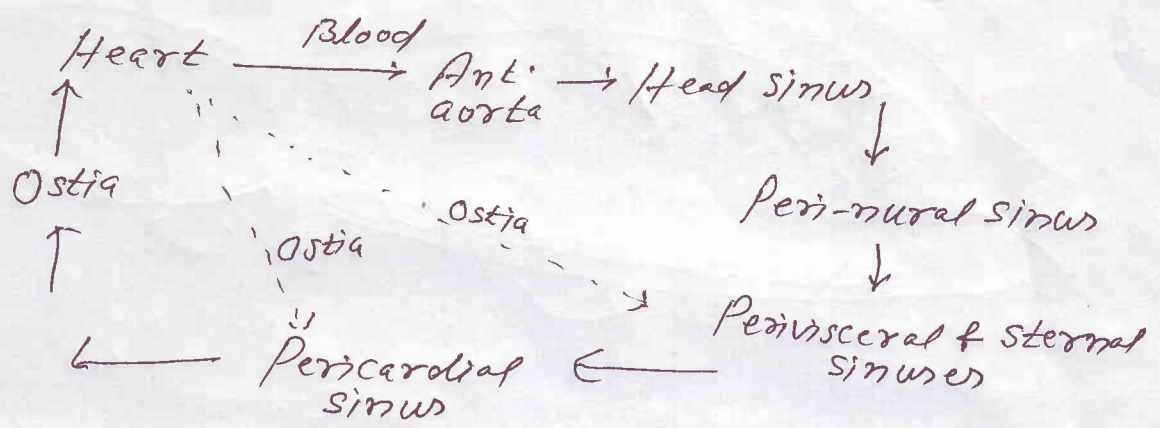 Blood
Heart
Ant.
aorta
Head sinus
Ostia
Peri-nural sinus
Ostia
Ostia
Perivisceral & sternal
sinuses
Pericardial
sinus